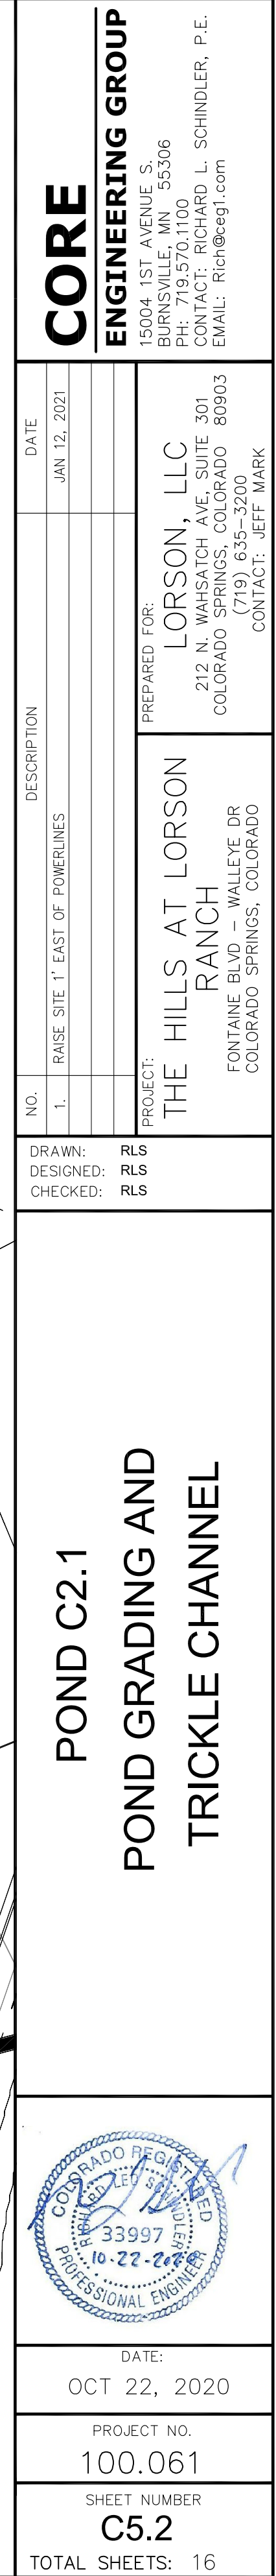 CORE
ENGINEERING GROUP
15004 1ST AVENUE S.
BURNSVILLE, MN 55306
PH: 719.570.1100
CONTACT: RICHARD L. SCHINDLER, P.E.
EMAIL: Rich@ceg1.com
NO. DESCRIPTION DATE
1. RAISE SITE 1' EAST OF POWERLINES JAN 12, 2021
PREPARED FOR:
LORSON, LLC
212 N. WAHSATCH AVE, SUITE 301
COLORADO SPRINGS, COLORADO 80903
(719) 635-3200
CONTACT: JEFF MARK
PROJECT:
THE HILLS AT LORSON
RANCH
FONTAINE BLVD - WALLEYE DR
COLORADO SPRINGS, COLORADO
DRAWN: RLS
DESIGNED: RLS
CHECKED: RLS
POND C2.1
POND GRADING AND
TRICKLE CHANNEL
COLORADO REGISTERED
33997
10-22-2020
PROFESSIONAL ENGINEER
DATE:
OCT 22, 2020
PROJECT NO.
100.061
SHEET NUMBER
C5.2
TOTAL SHEETS: 16